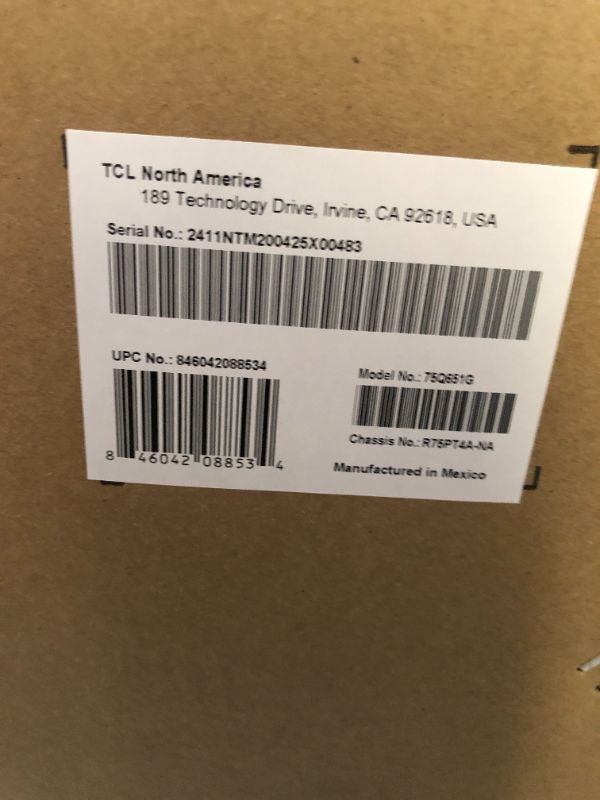 TCL North America
189 Technology Drive, Irvine, CA 92618, USA
Serial No.: 2411NTM200425X00483
UPC No.: 846042088534
8 46042 08853 4
Model No.: 75Q651G
Chassis No.: R75PT4A-NA
Manufactured in Mexico